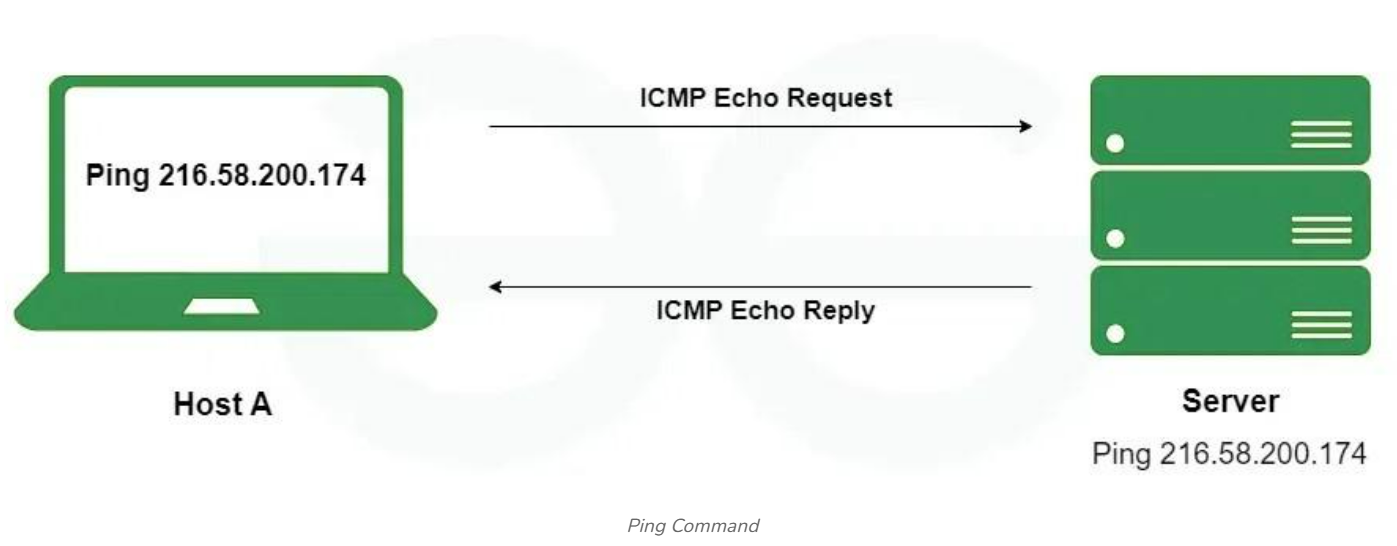 ICMP Echo Request
Ping 216.58.200.174
ICMP Echo Reply
Host A
Server
Ping 216.58.200.174
Ping Command